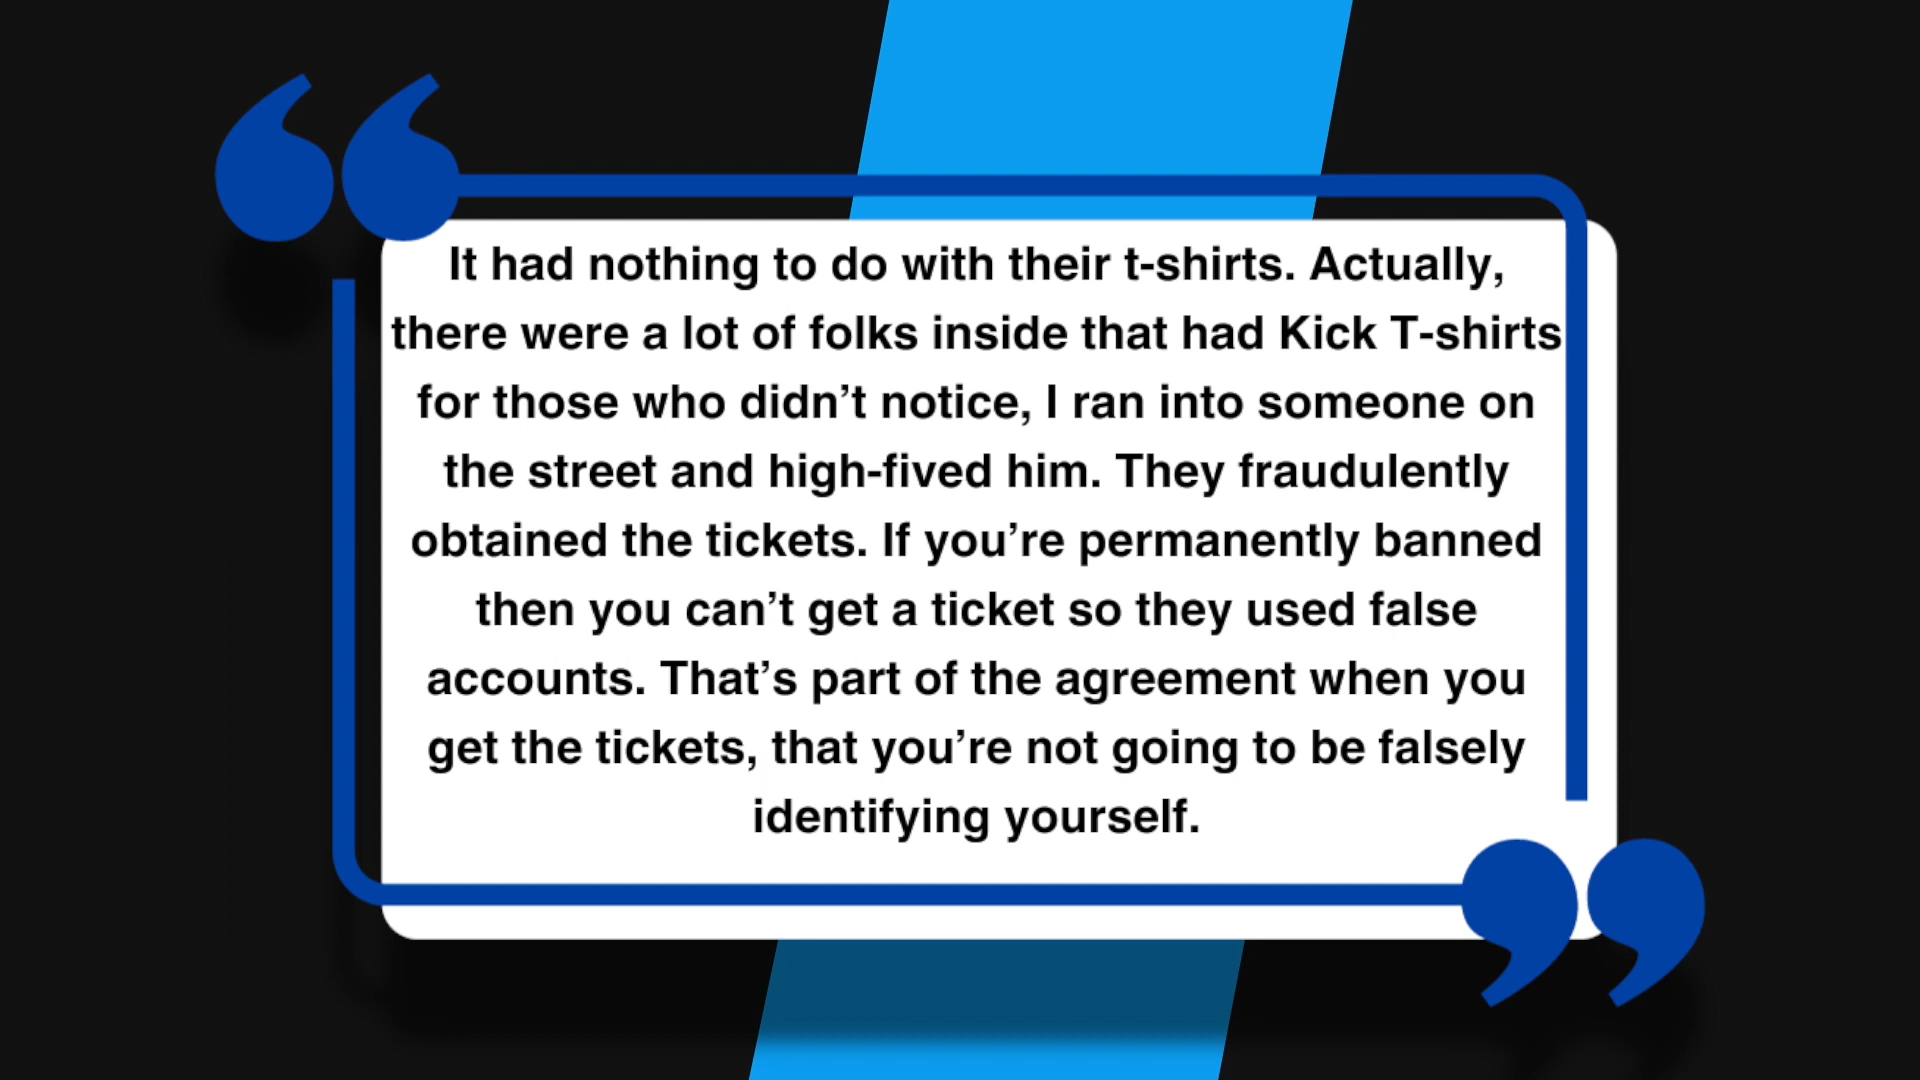 It had nothing to do with their t-shirts. Actually,
there were a lot of folks inside that had Kick T-shirts
for those who didn’t notice, I ran into someone on
the street and high-fived him. They fraudulently
obtained the tickets. If you’re permanently banned
then you can’t get a ticket so they used false
accounts. That’s part of the agreement when you
get the tickets, that you’re not going to be falsely
identifying yourself.